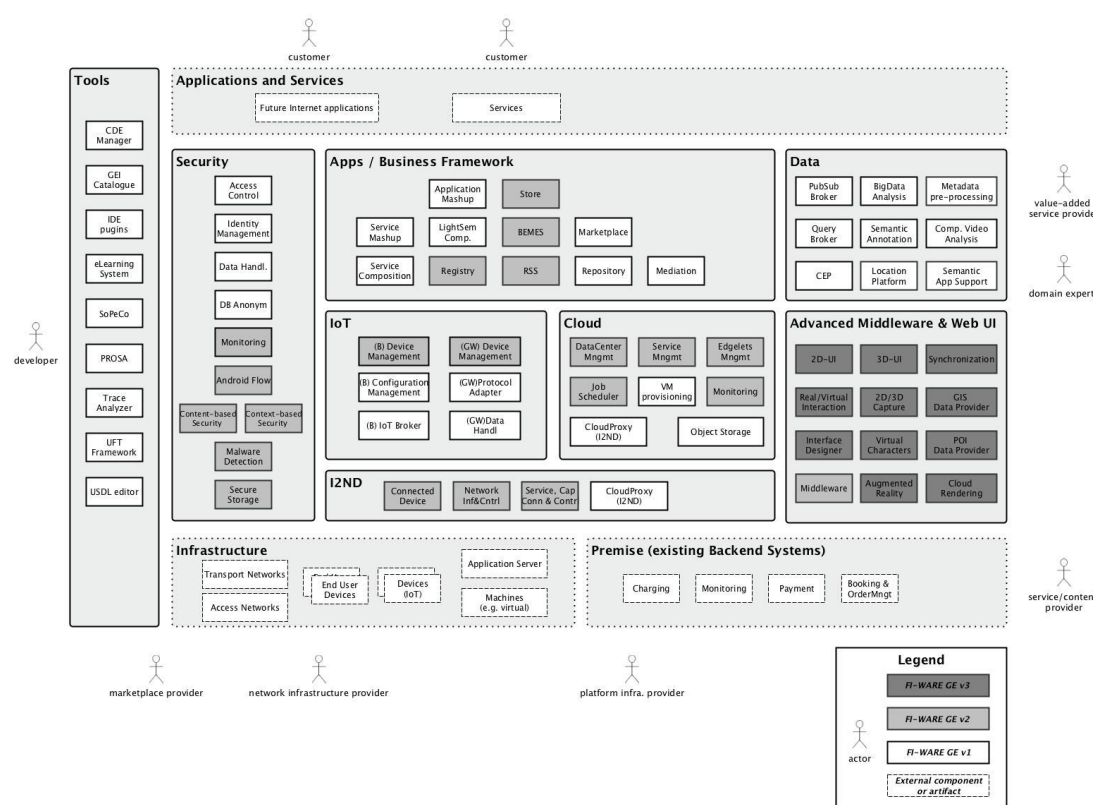 customer
customer
Tools
CDE
Manager
GEI
Catalogue
IDE
pugins
eLearning
System
SoPeCo
PROSA
Trace
Analyzer
UFT
Framework
USDL editor
Applications and Services
Future Internet applications
Services
Security
Access
Control
Identity
Management
Data Handl.
DB Anonym
Monitoring
Android Flow
Content-based
Security
Context-based
Security
Malware
Detection
Secure
Storage
Apps / Business Framework
Application
Mashup
Store
Service
Mashup
LightSem
Comp.
BEMES
Marketplace
Service
Composition
Registry
RSS
Repository
Mediation
Data
PubSub
Broker
BigData
Analysis
Metadata
pre-processing
Query
Broker
Semantic
Annotation
Comp. Video
Analysis
CEP
Location
Platform
Semantic
App Support
value-added
service provide
domain expert
developer
IoT
(B) Device
Management
(GW) Device
Management
(B) Configuration
Management
(GW)Protocol
Adapter
(B) IoT Broker
(GW)Data
Handl
Cloud
DataCenter
Mngmt
Service
Mngmt
Edgelets
Mngmt
Job
Scheduler
VM
provisioning
Monitoring
CloudProxy
(I2ND)
Object Storage
Advanced Middleware & Web UI
2D-UI
3D-UI
Synchronization
Real/Virtual
Interaction
2D/3D
Capture
GIS
Data Provider
Interface
Designer
Virtual
Characters
POI
Data Provider
Middleware
Augmented
Reality
Cloud
Rendering
I2ND
Connected
Device
Network
Inf&Cntrl
Service, Cap
Conn & Contr
CloudProxy
(I2ND)
Infrastructure
Transport Networks
Access Networks
End User
Devices
Devices
(IoT)
Application Server
Machines
(e.g. virtual)
Premise (existing Backend Systems)
Charging
Monitoring
Payment
Booking &
OrderMngt
service/conten
provider
marketplace provider
network infrastructure provider
platform infra. provider
Legend
FI-WARE GE v3
FI-WARE GE v2
FI-WARE GE v1
External component
or artifact
actor